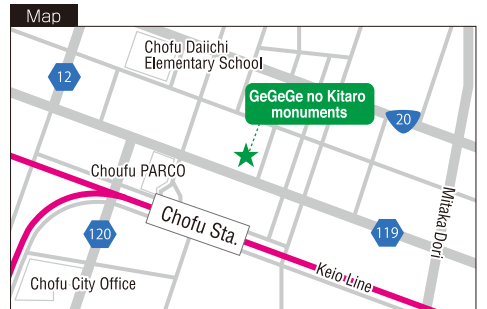 Map
Chofu Daiichi
Elementary School
12
GeGeGe no Kitaro
monuments
20
Choufu PARCO
Mitaka Dori
Chofu Sta.
119
120
Keio Line
Chofu City Office